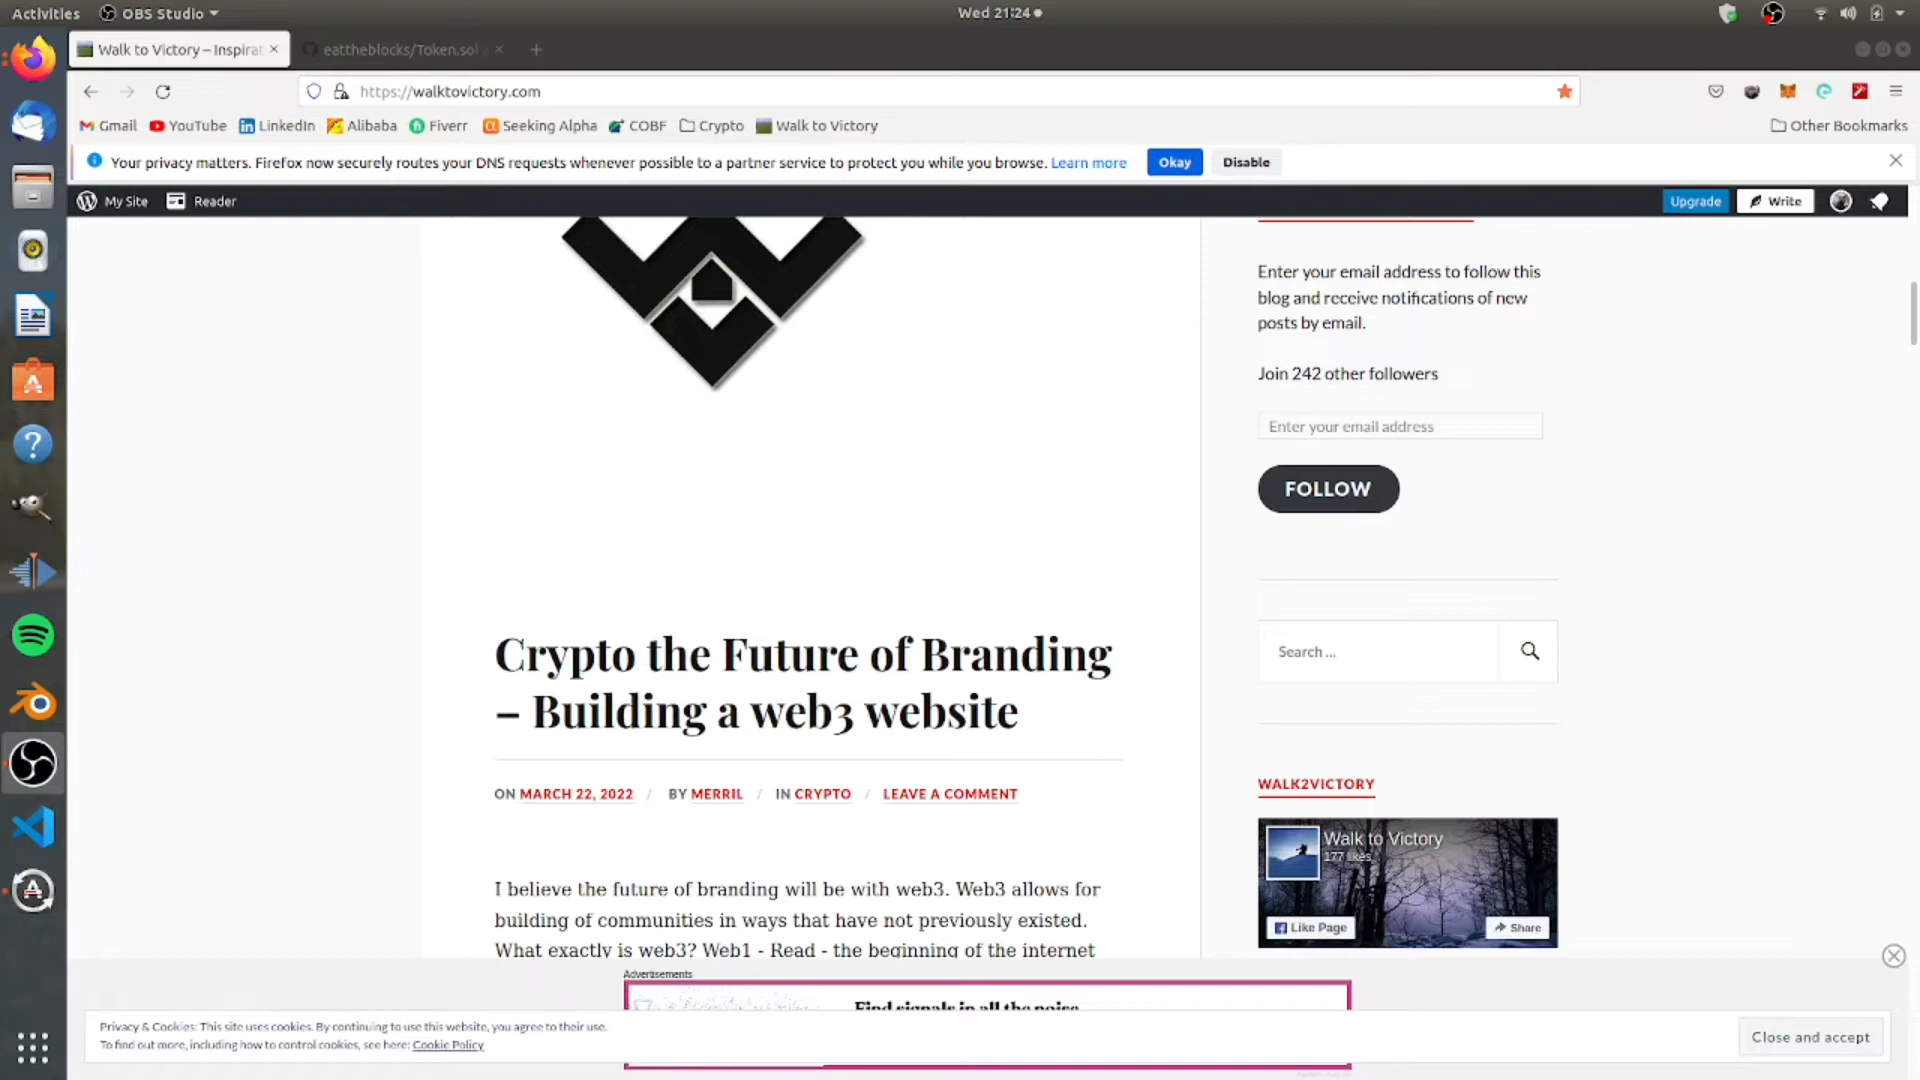 Activities
OBS Studio
Wed 21:24
Walk to Victory – Inspirat
eattheblocks/Token.sol
https://walktovictory.com
Gmail
YouTube
LinkedIn
Alibaba
Fiverr
Seeking Alpha
COBF
Crypto
Walk to Victory
Other Bookmarks
Your privacy matters. Firefox now securely routes your DNS requests whenever possible to a partner service to protect you while you browse. Learn more
Okay
Disable
My Site
Reader
Upgrade
Write
Enter your email address to follow this
blog and receive notifications of new
posts by email.
Join 242 other followers
Enter your email address
FOLLOW
Crypto the Future of Branding
– Building a web3 website
Search ...
ON MARCH 22, 2022 / BY MERRIL / IN CRYPTO / LEAVE A COMMENT
WALK2VICTORY
Walk to Victory
177 likes
Like Page
Share
I believe the future of branding will be with web3. Web3 allows for
building of communities in ways that have not previously existed.
What exactly is web3? Web1 - Read - the beginning of the internet
Advertisements
Find signals in all the noise
Privacy & Cookies: This site uses cookies. By continuing to use this website, you agree to their use.
To find out more, including how to control cookies, see here: Cookie Policy
Close and accept